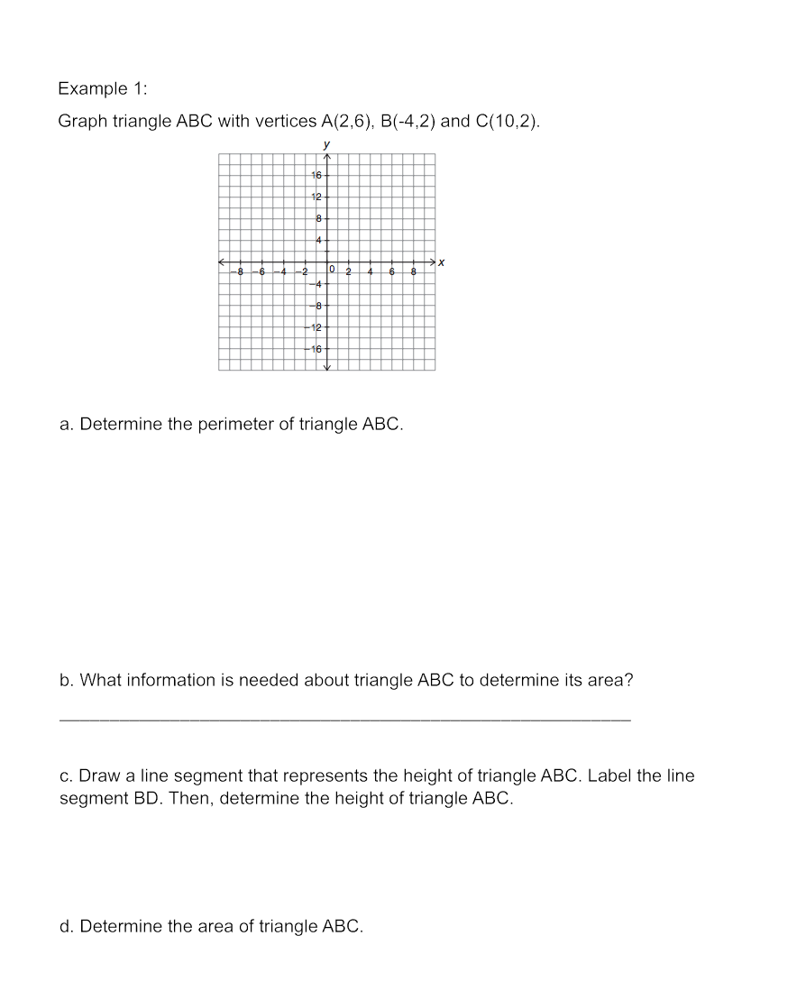 Example 1:
Graph triangle ABC with vertices A(2,6), B(-4,2) and C(10,2).
y
16
12
8
4
x
−8 −6 −4 −2 0 2 4 6 8
−4
−8
−12
−16
a. Determine the perimeter of triangle ABC.
b. What information is needed about triangle ABC to determine its area?
c. Draw a line segment that represents the height of triangle ABC. Label the line
segment BD. Then, determine the height of triangle ABC.
d. Determine the area of triangle ABC.